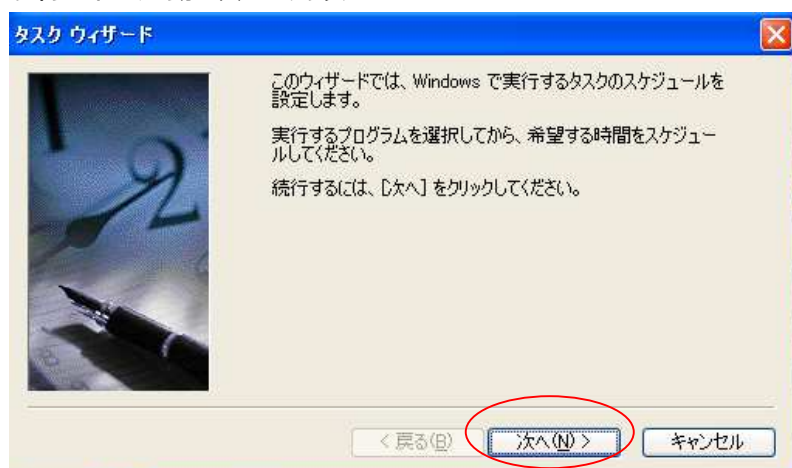 タスク ウィザード
このウィザードでは、Windows で実行するタスクのスケジュールを
設定します。
実行するプログラムを選択してから、希望する時間をスケジュー
ルしてください。
続行するには、[次へ] をクリックしてください。
< 戻る(B)
次へ(N) >
キャンセル